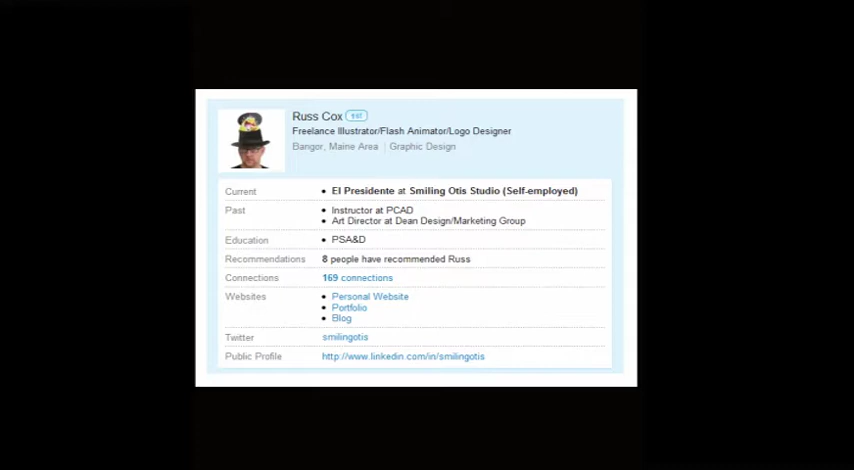 Russ Cox 1st
Freelance Illustrator/Flash Animator/Logo Designer
Bangor, Maine Area | Graphic Design
Current • El Presidente at Smiling Otis Studio (Self-employed)
Past • Instructor at PCAD
• Art Director at Dean Design/Marketing Group
Education • PSA&D
Recommendations 8 people have recommended Russ
Connections 169 connections
Websites • Personal Website
• Portfolio
• Blog
Twitter smilingotis
Public Profile http://www.linkedin.com/in/smilingotis